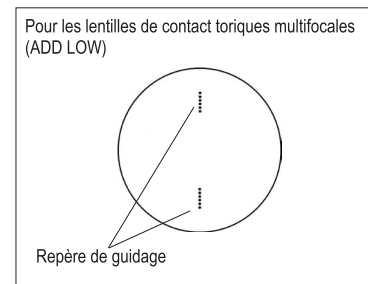 Pour les lentilles de contact toriques multifocales
(ADD LOW)
Repère de guidage